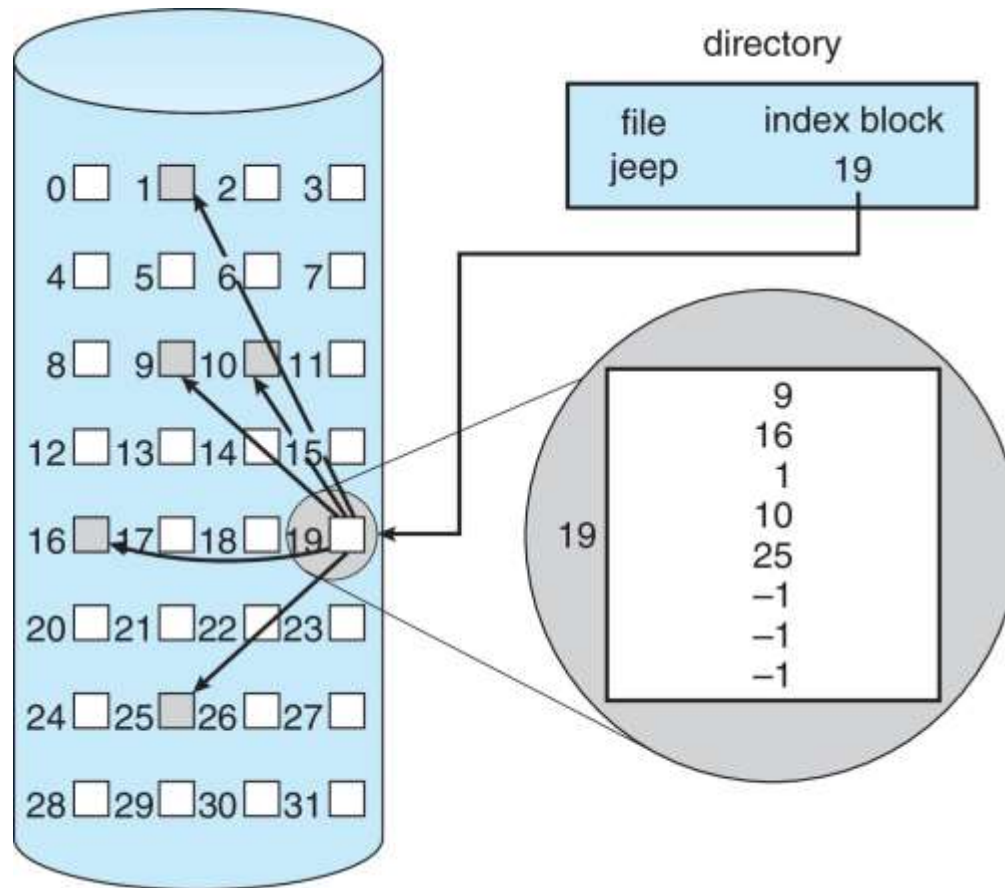 directory
file index block
jeep 19
0 1 2 3
4 5 6 7
8 9 10 11
12 13 14 15
16 17 18 19
20 21 22 23
24 25 26 27
28 29 30 31
19
9
16
1
10
25
–1
–1
–1